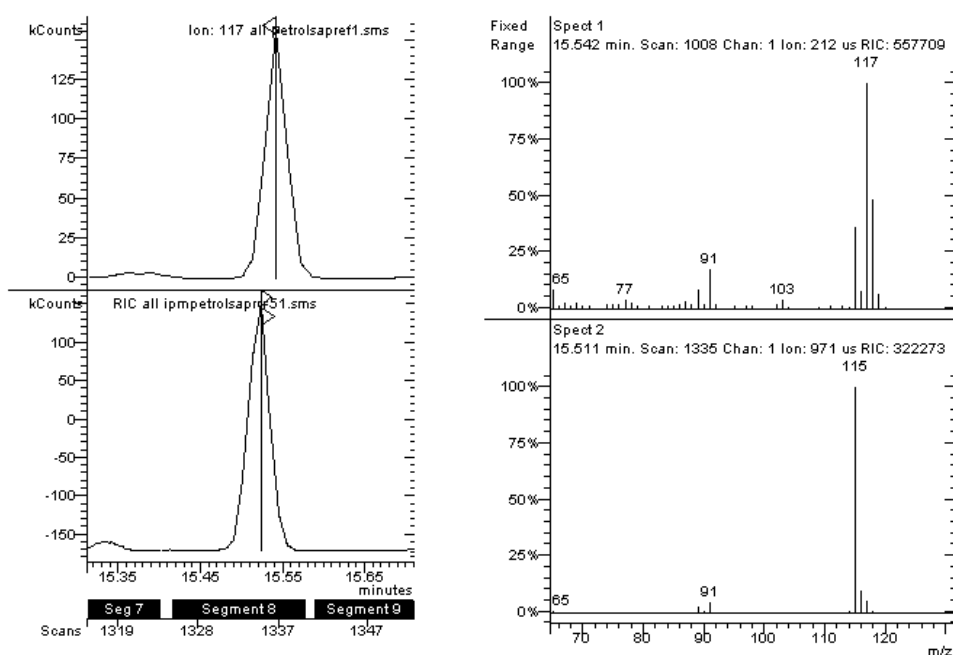 kCounts
Ion: 117 all petrolsapref1.sms
125
100
75
50
25
0
kCounts
RIC all ipmpetrolsapref51.sms
100
50
0
-50
-100
-150
15.35 15.45 15.55 15.65
minutes
Seg 7 Segment 8 Segment 9
Scans 1319 1328 1337 1347
Fixed Spect 1
Range 15.542 min. Scan: 1008 Chan: 1 Ion: 212 us RIC: 557709
117
100%
75%
50%
25%
91
65
77
103
0%
Spect 2
15.511 min. Scan: 1335 Chan: 1 Ion: 971 us RIC: 322273
115
100%
75%
50%
25%
91
65
0%
70 80 90 100 110 120
m/z